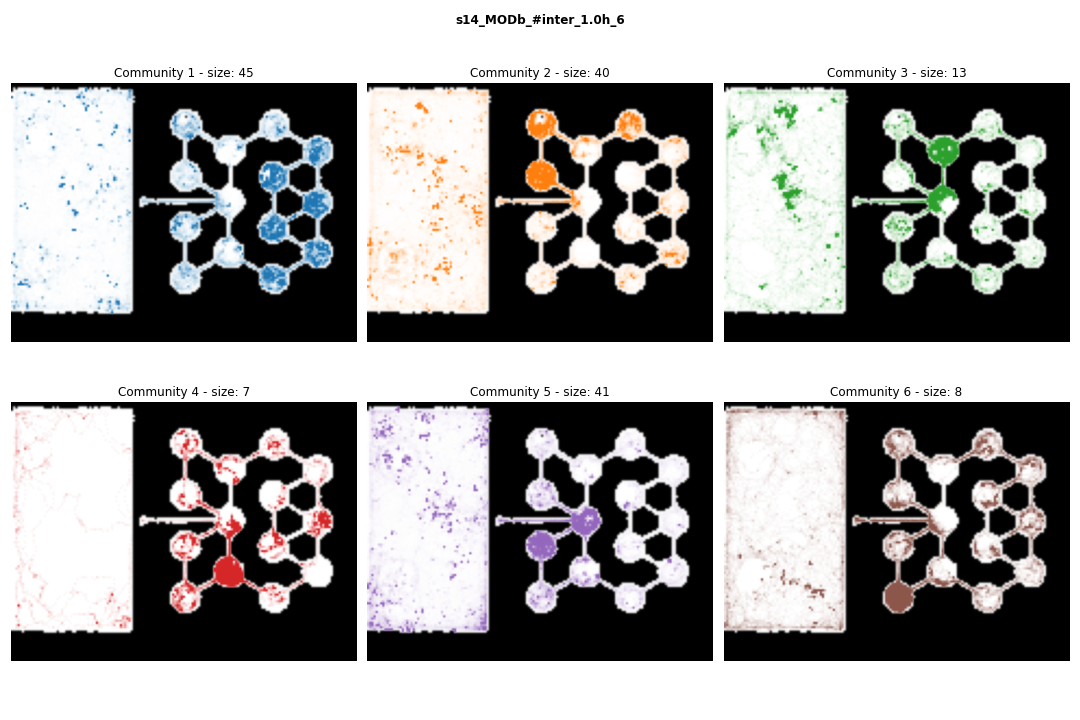 s14_MODb_#inter_1.0h_6
Community 1 - size: 45
Community 2 - size: 40
Community 3 - size: 13
Community 4 - size: 7
Community 5 - size: 41
Community 6 - size: 8